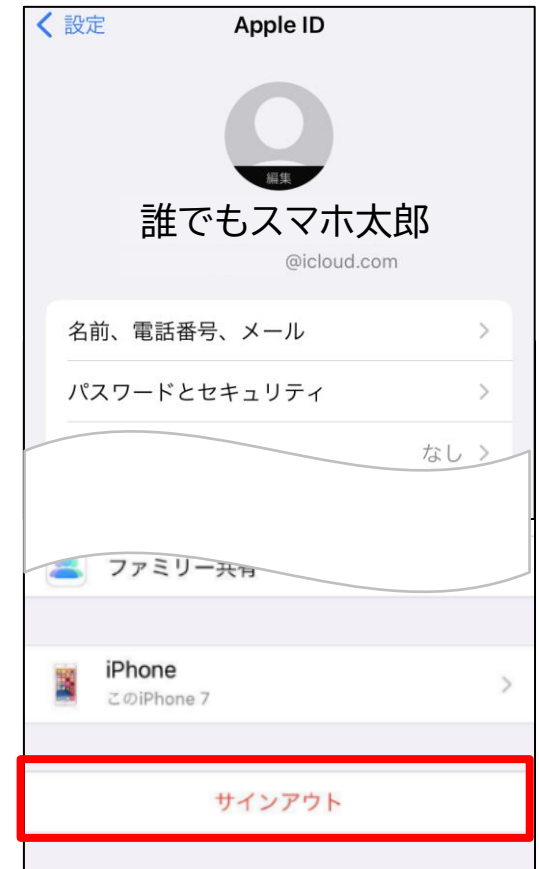 設定 Apple ID
編集
誰でもスマホ太郎
@icloud.com
名前、電話番号、メール
パスワードとセキュリティ
なし
ファミリー共有
iPhone
このiPhone 7
サインアウト